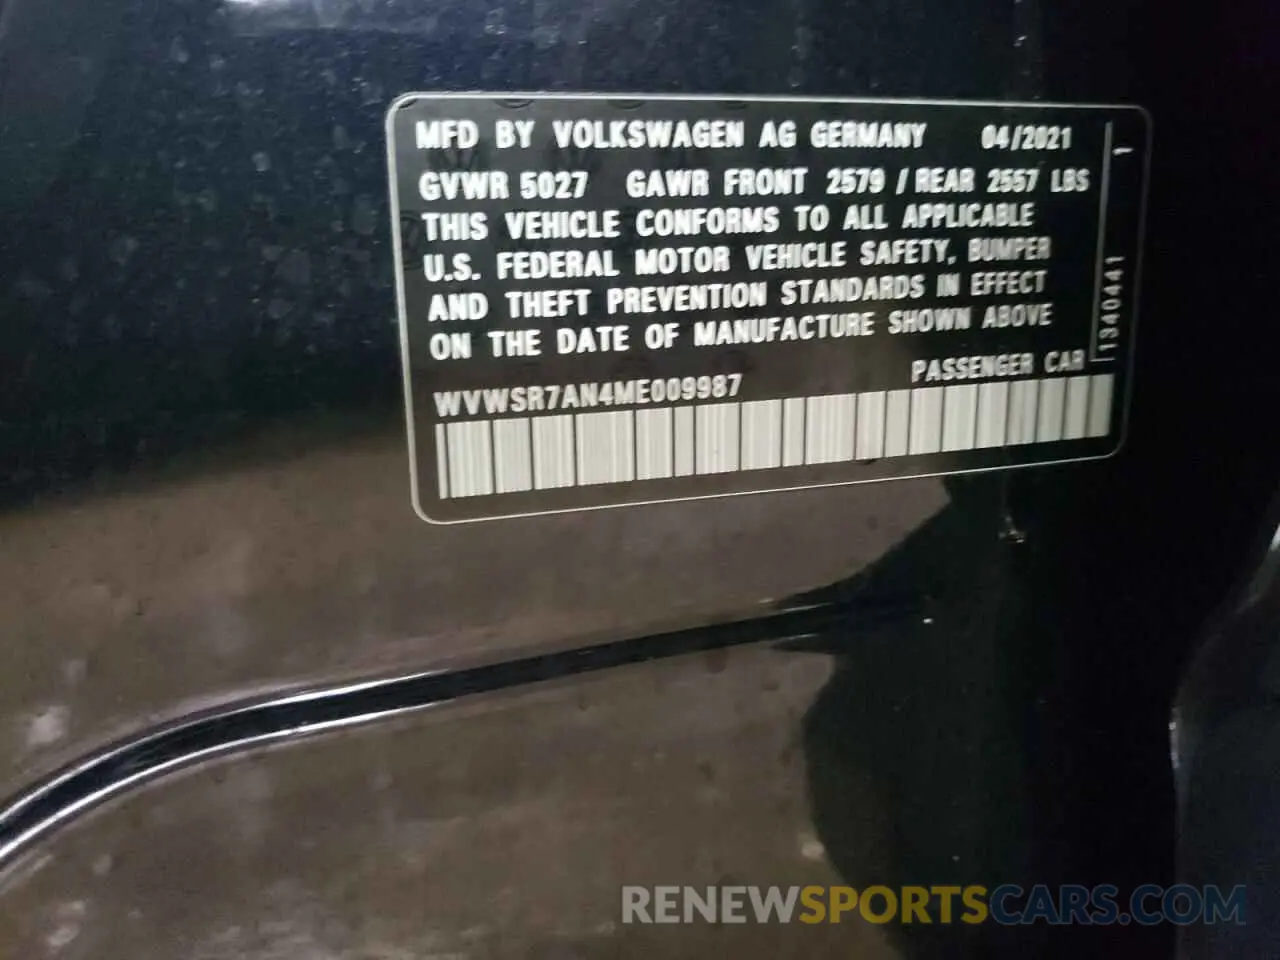 MFD BY VOLKSWAGEN AG GERMANY 04/2021
GVWR 5027 GAWR FRONT 2579 / REAR 2557 LBS
THIS VEHICLE CONFORMS TO ALL APPLICABLE
U.S. FEDERAL MOTOR VEHICLE SAFETY, BUMPER
AND THEFT PREVENTION STANDARDS IN EFFECT
ON THE DATE OF MANUFACTURE SHOWN ABOVE
PASSENGER CAR
WVWSR7AN4ME009987
1340441 1
RENEWSPORTSCARS.COM